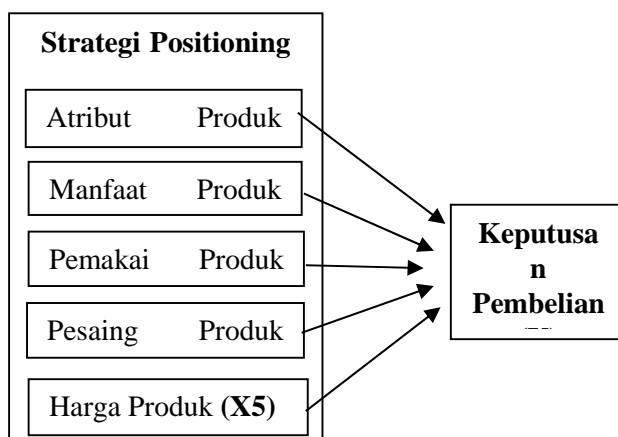 Strategi Positioning
Atribut Produk
Manfaat Produk
Pemakai Produk
Pesaing Produk
Harga Produk (X5)
Keputusa
n
Pembelian